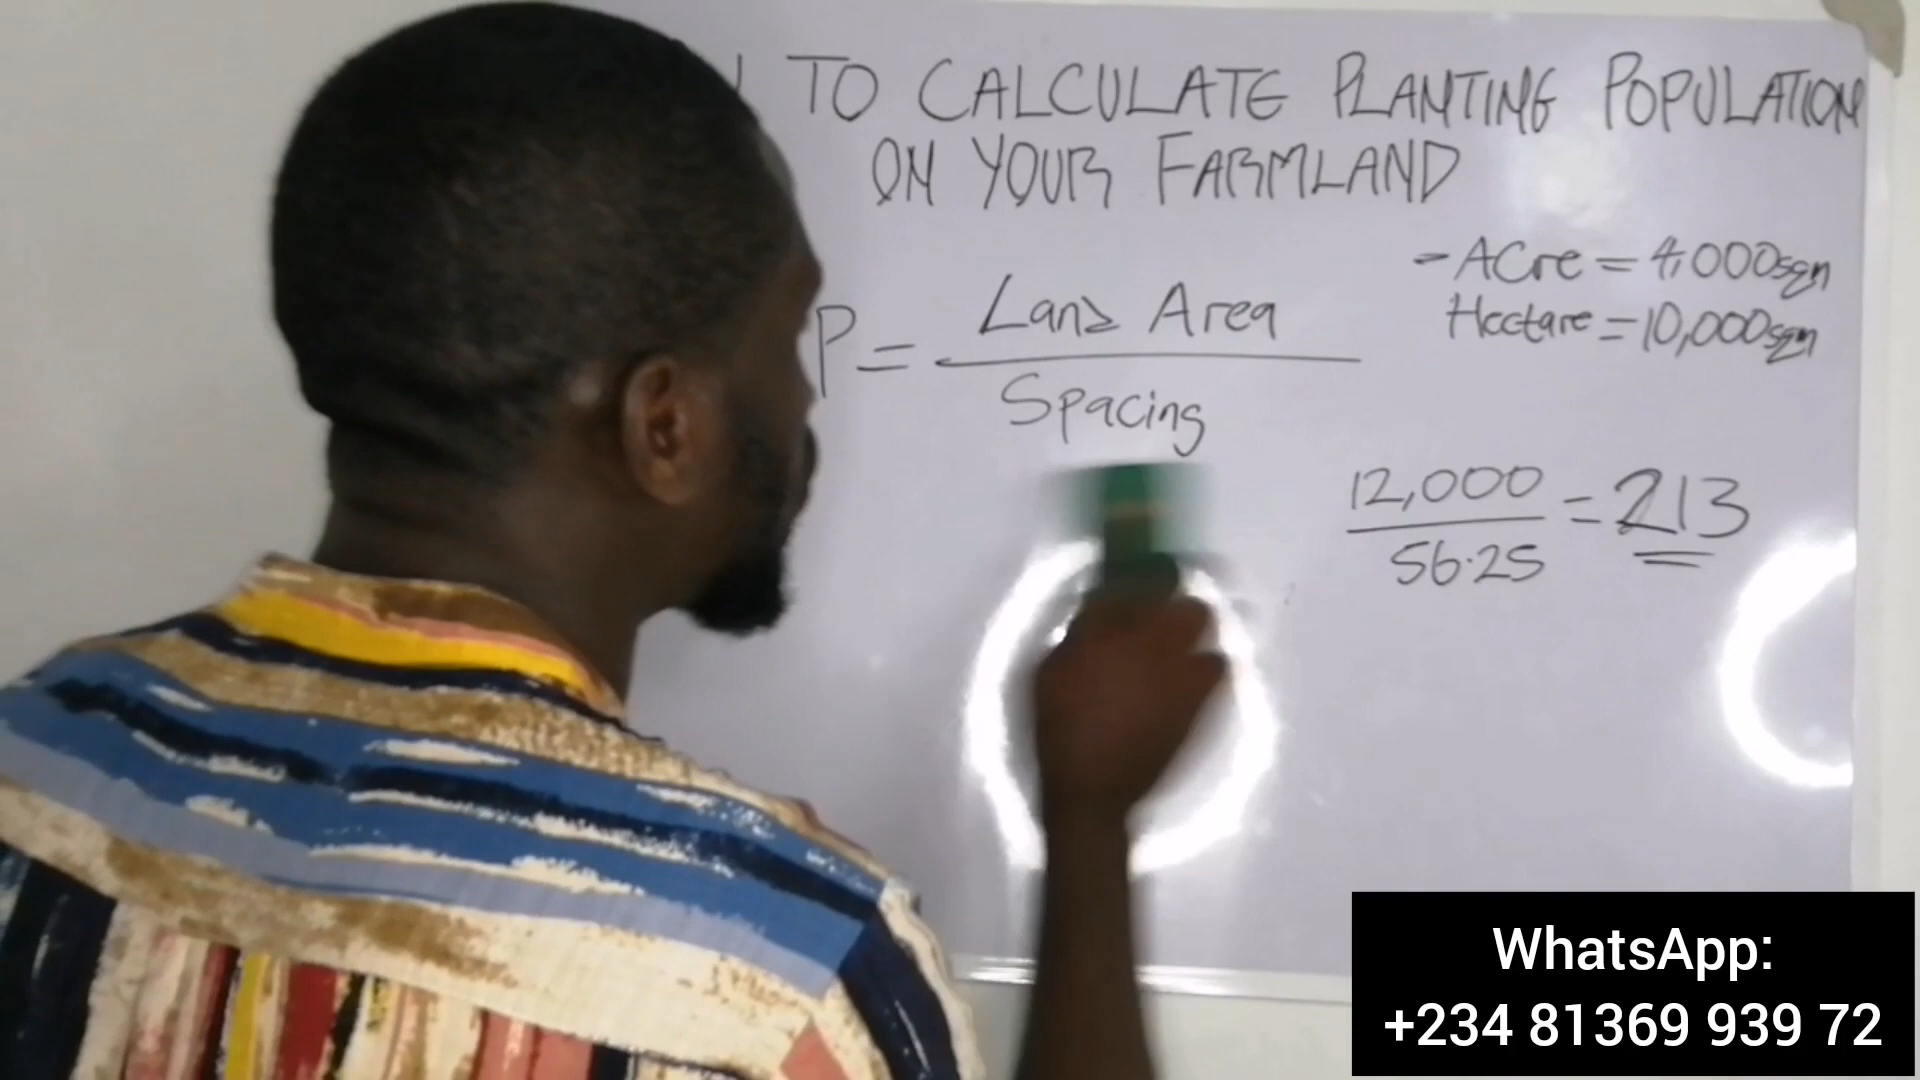 TO CALCULATE PLANTING POPULATION
ON YOUR FARMLAND
- ACre = 4,000sqm
Hectare = 10,000sqm
P = Land Area
Spacing
12,000
56.25
= 213
WhatsApp:
+234 81369 939 72